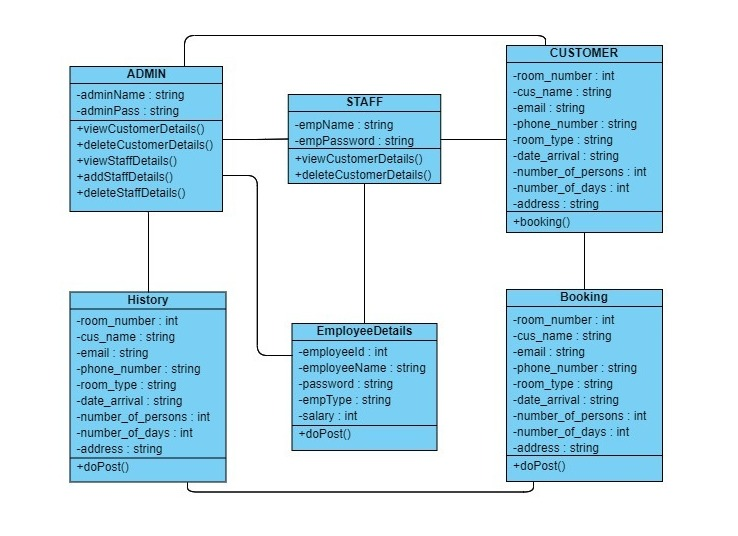 ADMIN
-adminName : string
-adminPass : string
+viewCustomerDetails()
+deleteCustomerDetails()
+viewStaffDetails()
+addStaffDetails()
+deleteStaffDetails()
STAFF
-empName : string
-empPassword : string
+viewCustomerDetails()
+deleteCustomerDetails()
CUSTOMER
-room_number : int
-cus_name : string
-email : string
-phone_number : string
-room_type : string
-date_arrival : string
-number_of_persons : int
-number_of_days : int
-address : string
+booking()
History
-room_number : int
-cus_name : string
-email : string
-phone_number : string
-room_type : string
-date_arrival : string
-number_of_persons : int
-number_of_days : int
-address : string
+doPost()
EmployeeDetails
-employeeId : int
-employeeName : string
-password : string
-empType : string
-salary : int
+doPost()
Booking
-room_number : int
-cus_name : string
-email : string
-phone_number : string
-room_type : string
-date_arrival : string
-number_of_persons : int
-number_of_days : int
-address : string
+doPost()